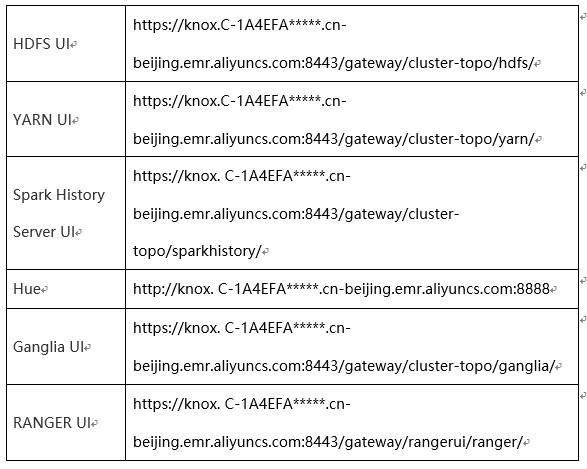 HDFS UI
https://knox.C-1A4EFA*****.cn-
beijing.emr.aliyuncs.com:8443/gateway/cluster-topo/hdfs/
YARN UI
https://knox.C-1A4EFA*****.cn-
beijing.emr.aliyuncs.com:8443/gateway/cluster-topo/yarn/
Spark History
Server UI
https://knox. C-1A4EFA*****.cn-
beijing.emr.aliyuncs.com:8443/gateway/cluster-
topo/sparkhistory/
Hue
http://knox. C-1A4EFA*****.cn-beijing.emr.aliyuncs.com:8888
Ganglia UI
https://knox. C-1A4EFA*****.cn-
beijing.emr.aliyuncs.com:8443/gateway/cluster-topo/ganglia/
RANGER UI
https://knox. C-1A4EFA*****.cn-
beijing.emr.aliyuncs.com:8443/gateway/rangerui/ranger/